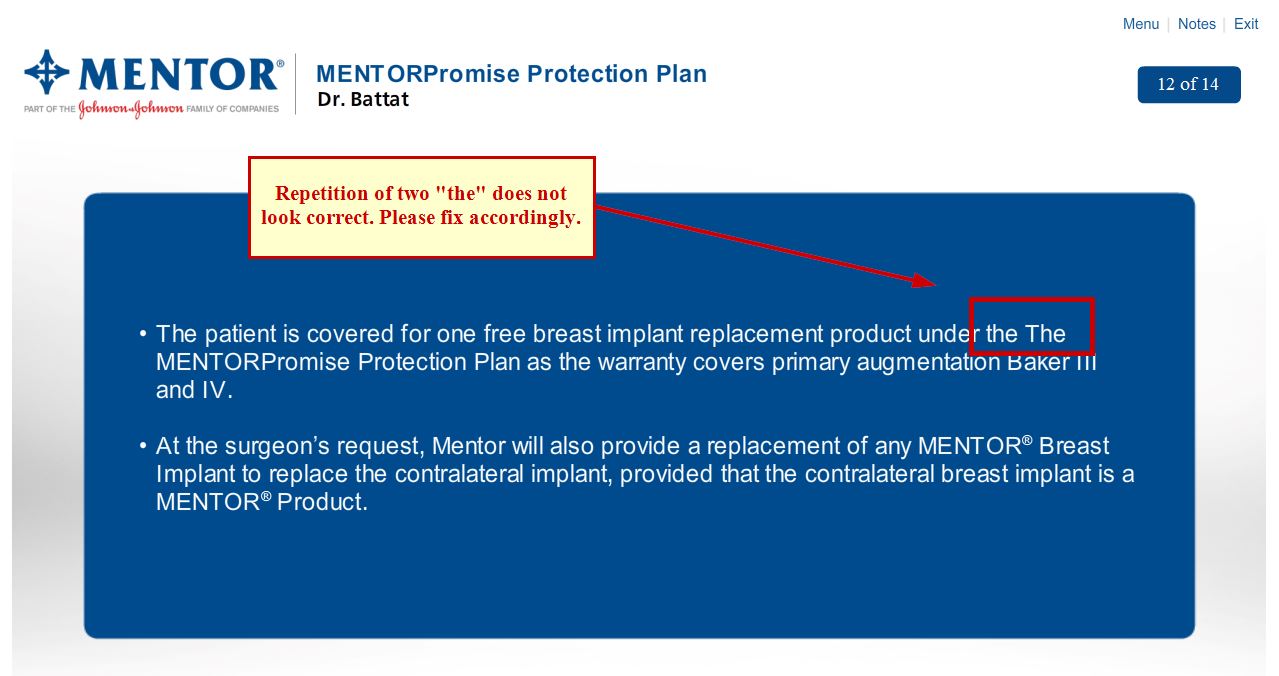 Menu | Notes | Exit
MENTOR®
PART OF THE Johnson & Johnson FAMILY OF COMPANIES
MENTORPromise Protection Plan
Dr. Battat
12 of 14
Repetition of two "the" does not
look correct. Please fix accordingly.
• The patient is covered for one free breast implant replacement product under the The
MENTORPromise Protection Plan as the warranty covers primary augmentation Baker III
and IV.
• At the surgeon’s request, Mentor will also provide a replacement of any MENTOR® Breast
Implant to replace the contralateral implant, provided that the contralateral breast implant is a
MENTOR® Product.